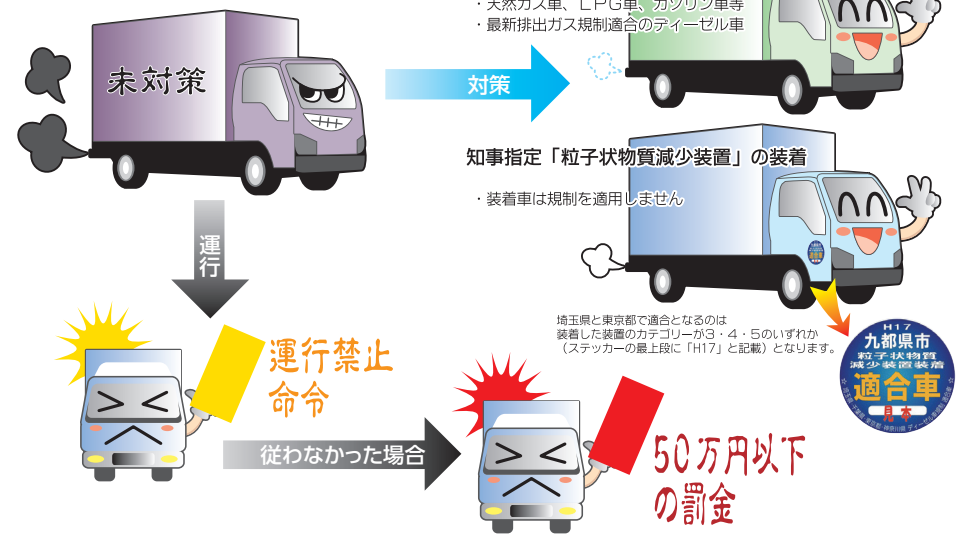 ・天然ガス車、LPG車、ガソリン車等
・最新排出ガス規制適合のディーゼル車
未対策
対策
知事指定「粒子状物質減少装置」の装着
・装着車は規制を適用しません
運行
埼玉県と東京都で適合となるのは
装着した装置のカテゴリーが3・4・5のいずれか
（ステッカーの最上段に「H17」と記載）となります。
H17
九都県市
粒子状物質
減少装置装着
適合車
見本
運行禁止
命令
従わなかった場合
50万円以下
の罰金